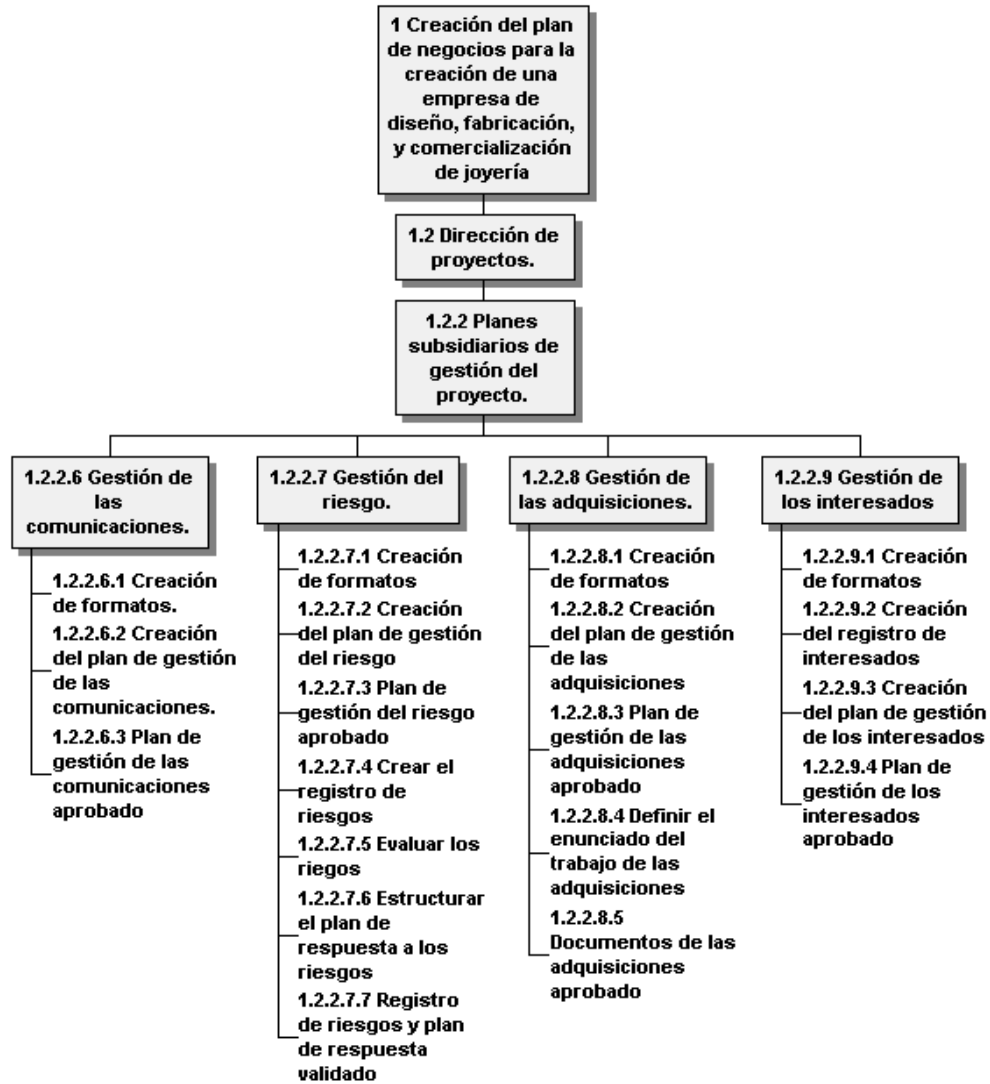 1 Creación del plan
de negocios para la
creación de una
empresa de
diseño, fabricación,
y comercialización
de joyería
1.2 Dirección de
proyectos.
1.2.2 Planes
subsidiarios de
gestión del
proyecto.
1.2.2.6 Gestión de
las
comunicaciones.
1.2.2.6.1 Creación
de formatos.
1.2.2.6.2 Creación
del plan de gestión
de las
comunicaciones.
1.2.2.6.3 Plan de
gestión de las
comunicaciones
aprobado
1.2.2.7 Gestión del
riesgo.
1.2.2.7.1 Creación
de formatos
1.2.2.7.2 Creación
del plan de gestión
del riesgo
1.2.2.7.3 Plan de
gestión del riesgo
aprobado
1.2.2.7.4 Crear el
registro de
riesgos
1.2.2.7.5 Evaluar los
riegos
1.2.2.7.6 Estructurar
el plan de
respuesta a los
riesgos
1.2.2.7.7 Registro
de riesgos y plan
de respuesta
validado
1.2.2.8 Gestión de
las adquisiciones.
1.2.2.8.1 Creación
de formatos
1.2.2.8.2 Creación
del plan de gestión
de las
adquisiciones
1.2.2.8.3 Plan de
gestión de las
adquisiciones
aprobado
1.2.2.8.4 Definir el
enunciado del
trabajo de las
adquisiciones
1.2.2.8.5
Documentos de las
adquisiciones
aprobado
1.2.2.9 Gestión de
los interesados
1.2.2.9.1 Creación
de formatos
1.2.2.9.2 Creación
del registro de
interesados
1.2.2.9.3 Creación
del plan de gestión
de los interesados
1.2.2.9.4 Plan de
gestión de los
interesados
aprobado